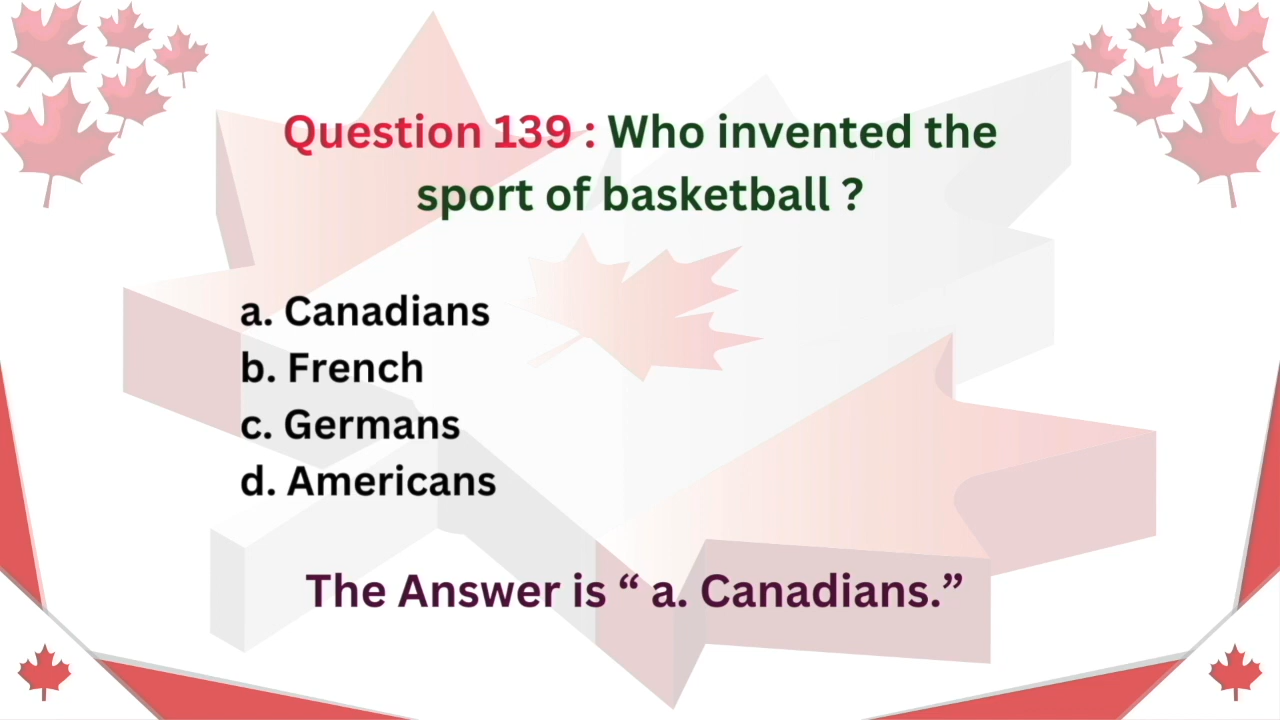 Question 139 : Who invented the
sport of basketball ?
a. Canadians
b. French
c. Germans
d. Americans
The Answer is “ a. Canadians.”